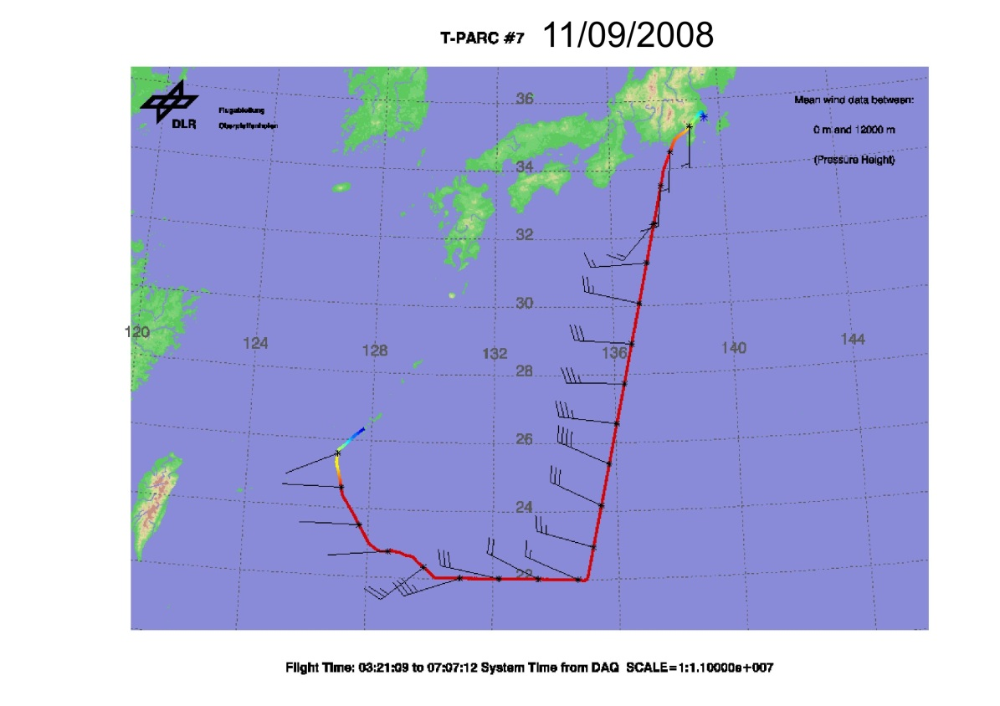 T-PARC #7 11/09/2008
DLR
Flugabteilung
Oberpfaffenhofen
Mean wind data between:
0 m and 12000 m
(Pressure Height)
36
34
32
30
120
124
128
132
136
140
144
28
26
24
22
Flight Time: 03:21:09 to 07:07:12 System Time from DAQ SCALE=1:1.10000e+007